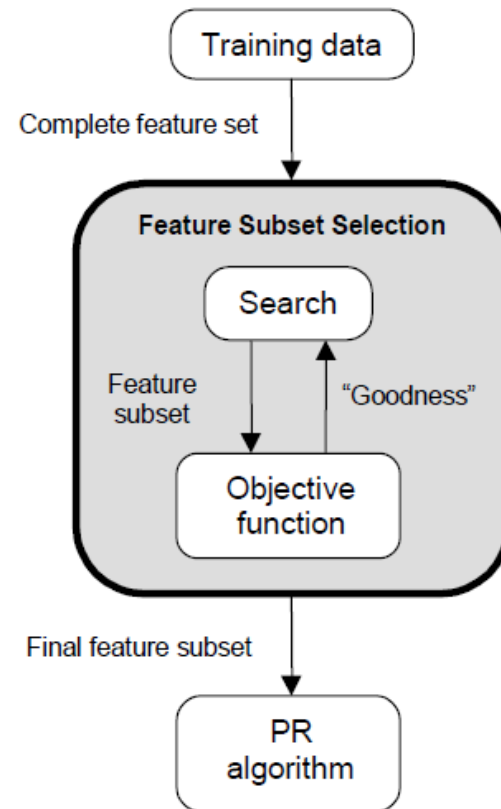 Training data
Complete feature set
Feature Subset Selection
Search
Feature
subset
“Goodness”
Objective
function
Final feature subset
PR
algorithm